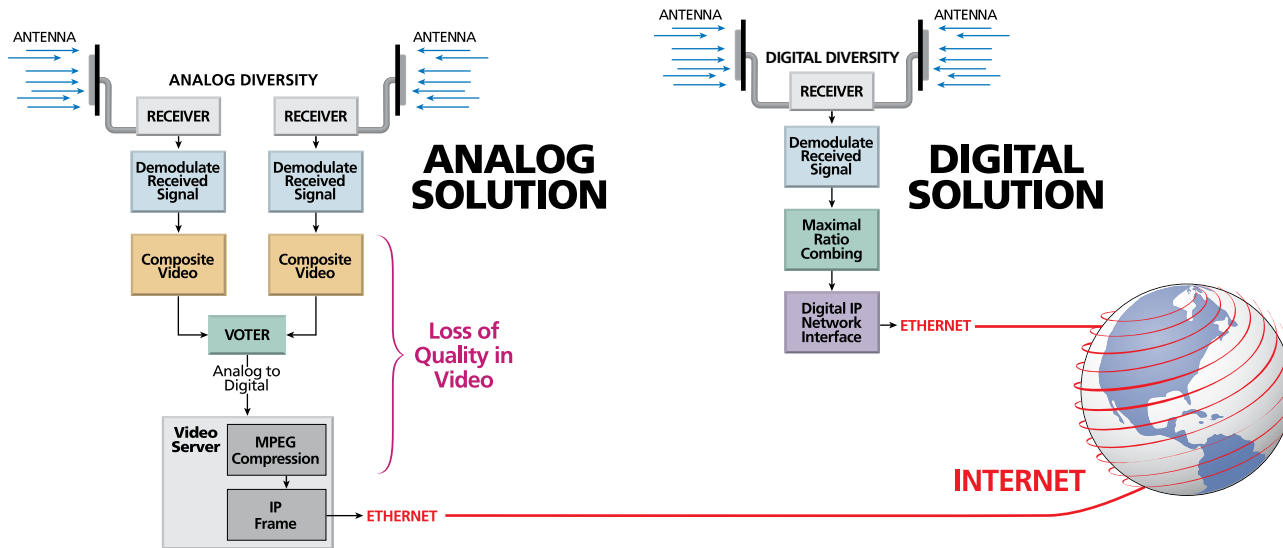 ANTENNA
ANTENNA
ANALOG DIVERSITY
RECEIVER
RECEIVER
Demodulate
Received
Signal
Demodulate
Received
Signal
ANALOG
SOLUTION
Composite
Video
Composite
Video
VOTER
Analog to
Digital
Loss of
Quality in
Video
Video
Server
MPEG
Compression
IP
Frame
ETHERNET
ANTENNA
ANTENNA
DIGITAL DIVERSITY
RECEIVER
Demodulate
Received
Signal
DIGITAL
SOLUTION
Maximal
Ratio
Combing
Digital IP
Network
Interface
ETHERNET
INTERNET